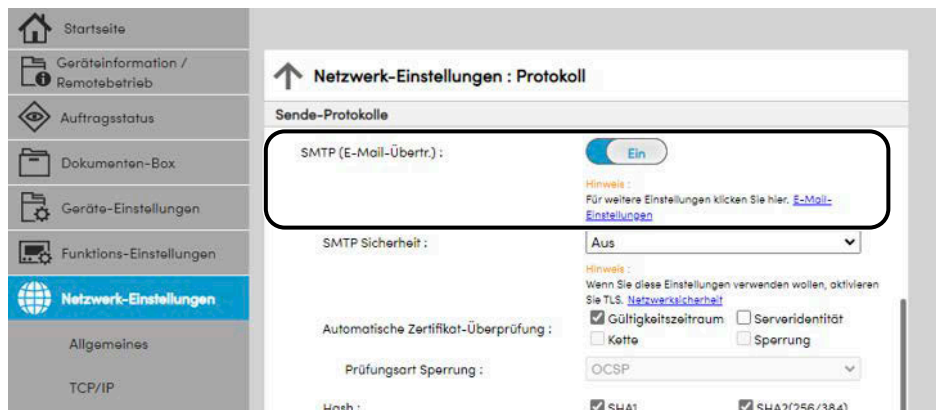 Startseite
Geräteinformation /
Remotebetrieb
Auftragsstatus
Dokumenten-Box
Geräte-Einstellungen
Funktions-Einstellungen
Netzwerk-Einstellungen
Allgemeines
TCP/IP
Netzwerk-Einstellungen : Protokoll
Sende-Protokolle
SMTP (E-Mail-Übertr.) :
Ein
Hinweis :
Für weitere Einstellungen klicken Sie hier. E-Mail-
Einstellungen
SMTP Sicherheit :
Aus
Hinweis :
Wenn Sie diese Einstellungen verwenden wollen, aktivieren
Sie TLS. Netzwerksicherheit
Automatische Zertifikat-Überprüfung :
Gültigkeitszeitraum
Serveridentität
Kette
Sperrung
Prüfungsart Sperrung :
OCSP
Hash :
SHA1
SHA2(256/384)